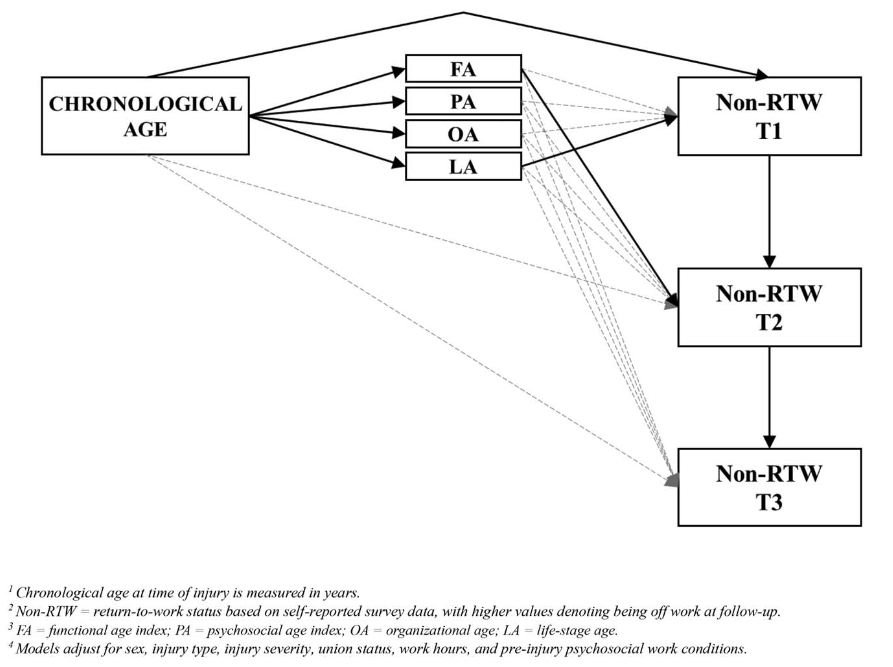 CHRONOLOGICAL
AGE
FA
PA
OA
LA
Non-RTW
T1
Non-RTW
T2
Non-RTW
T3
1 Chronological age at time of injury is measured in years.
2 Non-RTW = return-to-work status based on self-reported survey data, with higher values denoting being off work at follow-up.
3 FA = functional age index; PA = psychosocial age index; OA = organizational age; LA = life-stage age.
4 Models adjust for sex, injury type, injury severity, union status, work hours, and pre-injury psychosocial work conditions.